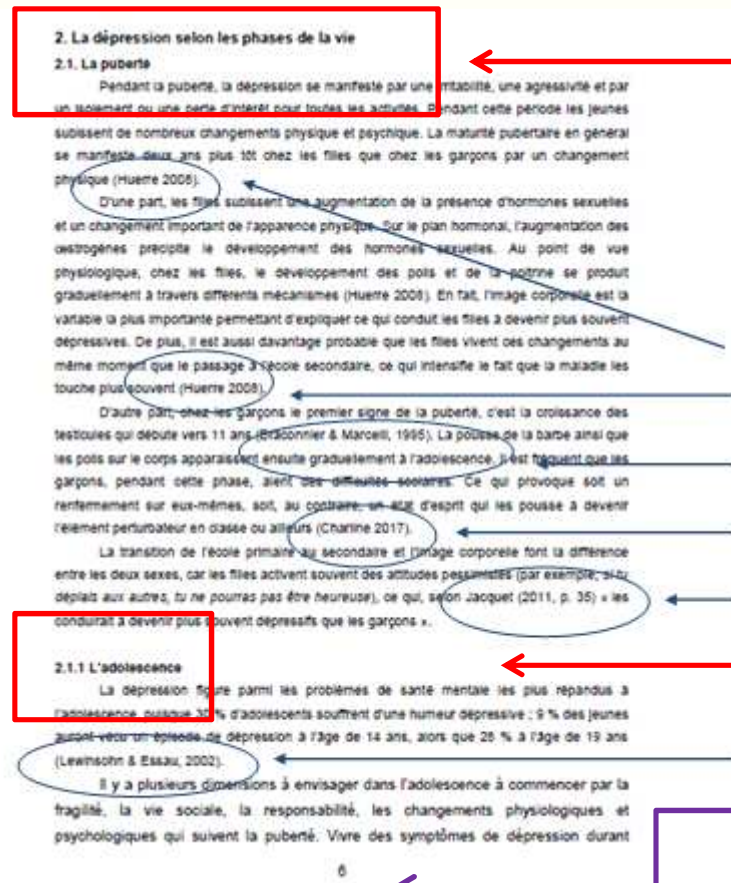 2. La dépression selon les phases de la vie
2.1. La puberté
Pendant la puberté, la dépression se manifeste par une irritabilité, une agressivité et par
un isolement ou une perte d'intérêt pour toutes les activités. Pendant cette période les jeunes
subissent de nombreux changements physique et psychique. La maturité pubertaire en général
se manifeste deux ans plus tôt chez les filles que chez les garçons par un changement
physique (Huerre 2008).
D'une part, les filles subissent une augmentation de la présence d'hormones sexuelles
et un changement important de l'apparence physique. Sur le plan hormonal, l'augmentation des
œstrogènes précipite le développement des hormones sexuelles. Au point de vue
physiologique, chez les filles, le développement des poils et de la poitrine se produit
graduellement à travers différents mécanismes (Huerre 2008). En fait, l'image corporelle est la
variable la plus importante permettant d'expliquer ce qui conduit les filles à devenir plus souvent
dépressives. De plus, il est aussi davantage probable que les filles vivent ces changements au
même moment que le passage à l'école secondaire, ce qui intensifie le fait que la maladie les
touche plus souvent (Huerre 2008).
D'autre part, chez les garçons le premier signe de la puberté, c'est la croissance des
testicules qui débute vers 11 ans (Braconnier & Marcelli, 1995). La pousse de la barbe ainsi que
les poils sur le corps apparaissent ensuite graduellement à l'adolescence. Il est fréquent que les
garçons, pendant cette phase, aient des difficultés scolaires. Ce qui provoque soit un
renfermement sur eux-mêmes, soit, au contraire, un état d'esprit qui les pousse à devenir
l'élément perturbateur en classe ou ailleurs (Charline 2017).
La transition de l'école primaire au secondaire et l'image corporelle font la différence
entre les deux sexes, car les filles activent souvent des attitudes pessimistes (par exemple, si tu
déplais aux autres, tu ne pourras pas être heureuse), ce qui, selon Jacquet (2011, p. 35) « les
conduirait à devenir plus souvent dépressifs que les garçons ».
2.1.1 L'adolescence
La dépression figure parmi les problèmes de santé mentale les plus répandus à
l'adolescence, puisque 30 % d'adolescents souffrent d'une humeur dépressive ; 9 % des jeunes
auront vécu un épisode de dépression à l'âge de 14 ans, alors que 28 % à l'âge de 19 ans
(Lewinsohn & Essau, 2002).
Il y a plusieurs dimensions à envisager dans l'adolescence à commencer par la
fragilité, la vie sociale, la responsabilité, les changements physiologiques et
psychologiques qui suivent la puberté. Vivre des symptômes de dépression durant
6